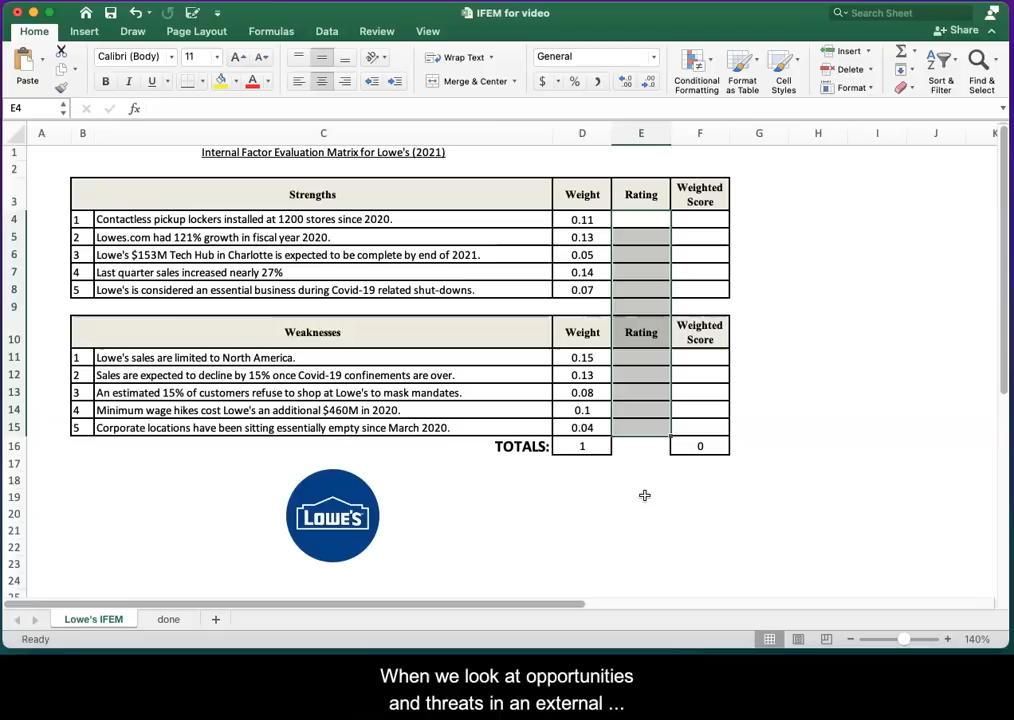 IFEM for video
Search Sheet
Home Insert Draw Page Layout Formulas Data Review View Share
Paste
Calibri (Body) 11 A A
B I U A
Wrap Text
Merge & Center
General
$ % )
Conditional Formatting
Format as Table
Cell Styles
Insert
Delete
Format
Sort & Filter
Find & Select
E4 fx
A B C D E F G H I J K
1 Internal Factor Evaluation Matrix for Lowe's (2021)
2
3 Strengths Weight Rating Weighted Score
4 1 Contactless pickup lockers installed at 1200 stores since 2020. 0.11
5 2 Lowes.com had 121% growth in fiscal year 2020. 0.13
6 3 Lowe's $153M Tech Hub in Charlotte is expected to be complete by end of 2021. 0.05
7 4 Last quarter sales increased nearly 27% 0.14
8 5 Lowe's is considered an essential business during Covid-19 related shut-downs. 0.07
9
10 Weaknesses Weight Rating Weighted Score
11 1 Lowe's sales are limited to North America. 0.15
12 2 Sales are expected to decline by 15% once Covid-19 confinements are over. 0.13
13 3 An estimated 15% of customers refuse to shop at Lowe's to mask mandates. 0.08
14 4 Minimum wage hikes cost Lowe's an additional $460M in 2020. 0.1
15 5 Corporate locations have been sitting essentially empty since March 2020. 0.04
16 TOTALS: 1 0
17
18
19
20
21
22
23
24
25
LOWE'S
Lowe's IFEM done +
Ready 140%
When we look at opportunities
and threats in an external ...